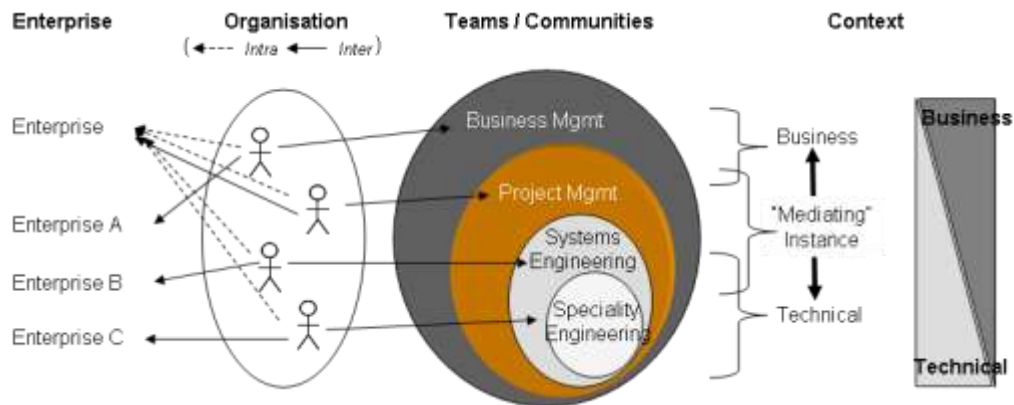 Enterprise
Organisation
Teams / Communities
Context
( Intra Inter )
Enterprise
Enterprise A
Enterprise B
Enterprise C
Business Mgmt
Project Mgmt
Systems
Engineering
Speciality
Engineering
Business
"Mediating"
Instance
Technical
Business
Technical